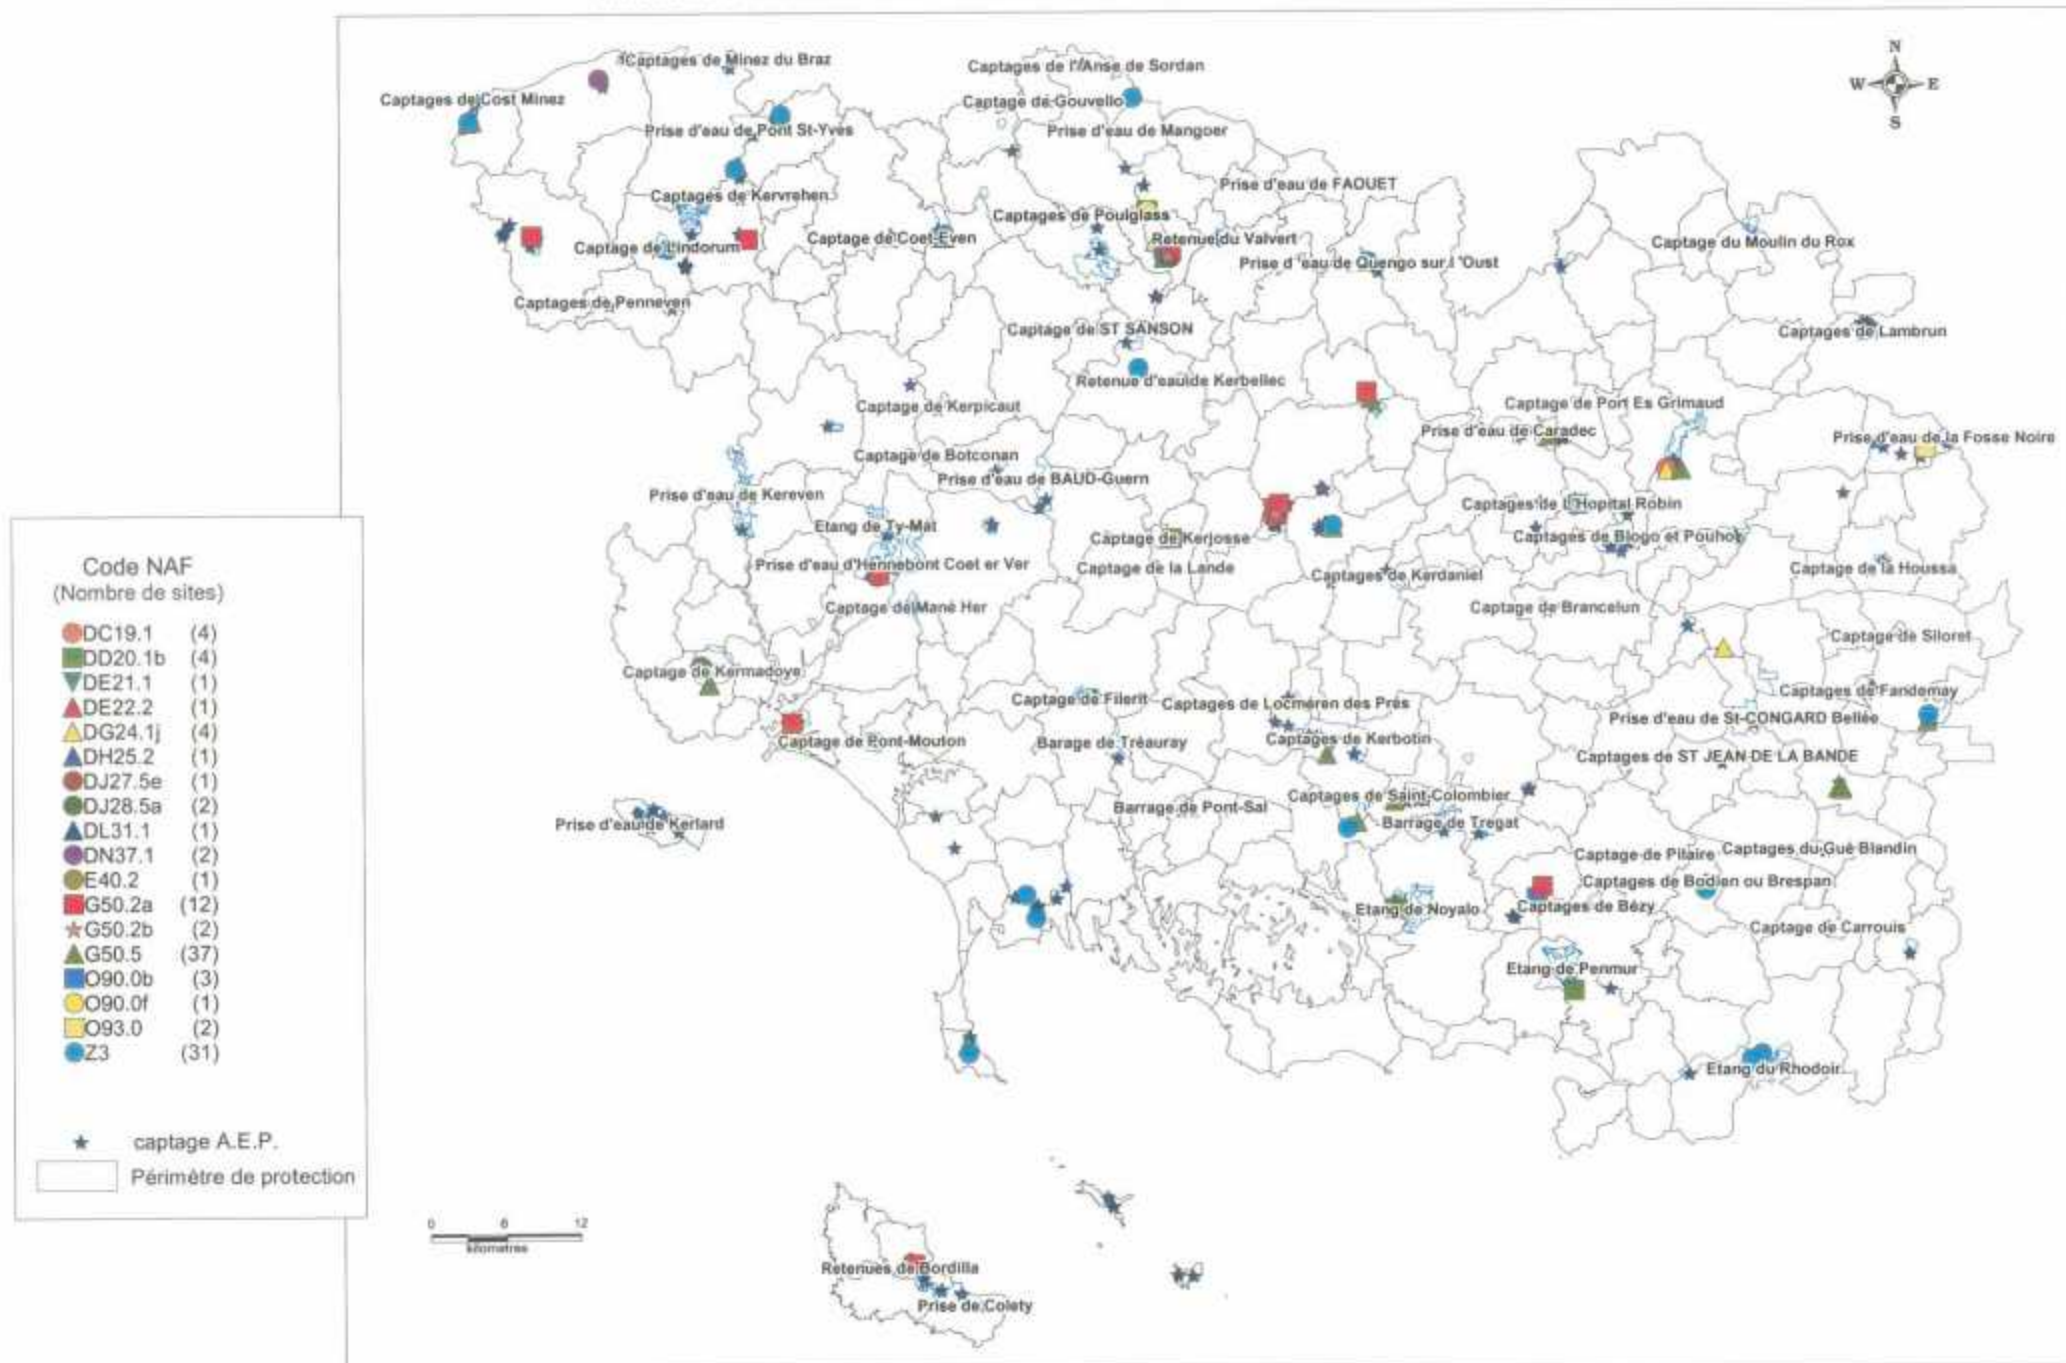 N
W E
S
Captages de Minez du Braz
Captages de l'Anse de Sordan
Captages de Cost Minez
Captage de Gouvello
Prise d'eau de Pont St-Yves
Prise d'eau de Mangoer
Prise d'eau de FAOUET
Captages de Kervrehen
Captages de Poulglass
Captage de Lindorum
Captage de Coet-Even
Retenue du Valvert
Captage du Moulin du Rox
Prise d'eau de Quengo sur l'Oust
Captages de Penneven
Captage de ST SANSON
Captages de Lambrun
Retenue d'eau de Kerbellec
Captage de Kerpicaut
Captage de Port Es Grimaud
Prise d'eau de Caradec
Prise d'eau de la Fosse Noire
Captage de Botconan
Prise d'eau de BAUD-Guern
Prise d'eau de Kereven
Captages de L'Hopital Robin
Etang de Ty-Mat
Captage de Kerjosse
Captages de Blogo et Pouhos
Prise d'eau d'Hennebont Coet er Ver
Captage de la Lande
Captages de Kerdaniel
Captage de la Houssa
Captage de Mané Her
Captage de Brancelun
Captage de Siloret
Captage de Kermadoye
Captage de Filerit
Captages de Locméren des Prés
Captages de Fandemay
Prise d'eau de St-CONGARD Bellée
Captage de Pont-Mouton
Barage de Tréauray
Captages de Kerbotin
Captages de ST JEAN DE LA BANDE
Captages de Saint-Colombier
Barrage de Pont-Sal
Prise d'eau de Kerlard
Barrage de Tregat
Captage de Pilaire
Captages du Gué Blandin
Captages de Bodien ou Brespan
Etang de Noyalo
Captages de Bézy
Captage de Carrouis
Etang de Penmur
Etang du Rhodoir
Retenues de Bordilla
Prise de Colety
Code NAF
(Nombre de sites)
DC19.1 (4)
DD20.1b (4)
DE21.1 (1)
DE22.2 (1)
DG24.1j (4)
DH25.2 (1)
DJ27.5e (1)
DJ28.5a (2)
DL31.1 (1)
DN37.1 (2)
E40.2 (1)
G50.2a (12)
G50.2b (2)
G50.5 (37)
O90.0b (3)
O90.0f (1)
O93.0 (2)
Z3 (31)
captage A.E.P.
Périmètre de protection
0 6 12
kilometres